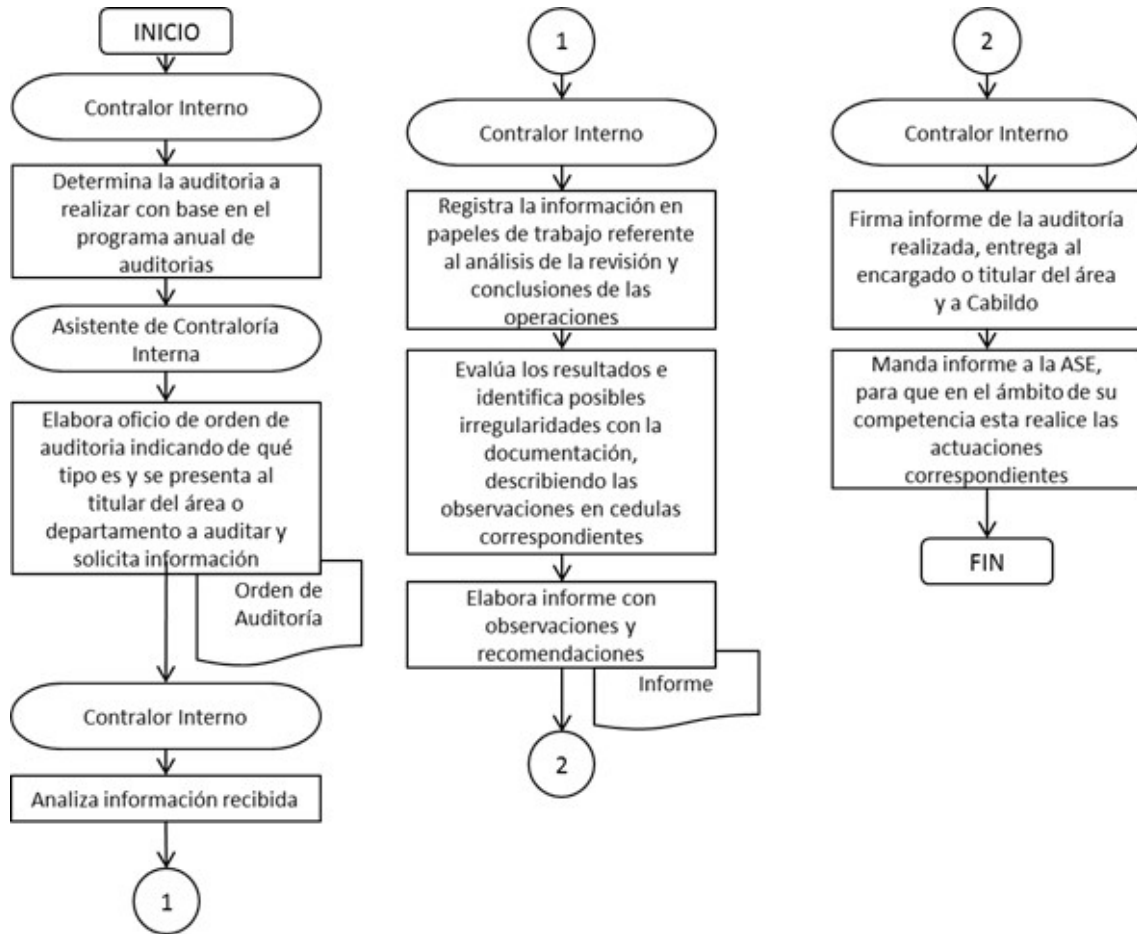 INICIO
Contralor Interno
Determina la auditoria a
realizar con base en el
programa anual de
auditorias
Asistente de Contraloría
Interna
Elabora oficio de orden de
auditoria indicando de qué
tipo es y se presenta al
titular del área o
departamento a auditar y
solicita información
Orden de
Auditoría
Contralor Interno
Analiza información recibida
1
1
Contralor Interno
Registra la información en
papeles de trabajo referente
al análisis de la revisión y
conclusiones de las
operaciones
Evalúa los resultados e
identifica posibles
irregularidades con la
documentación,
describiendo las
observaciones en cedulas
correspondientes
Elabora informe con
observaciones y
recomendaciones
Informe
2
2
Contralor Interno
Firma informe de la auditoría
realizada, entrega al
encargado o titular del área
y a Cabildo
Manda informe a la ASE,
para que en el ámbito de su
competencia esta realice las
actuaciones
correspondientes
FIN